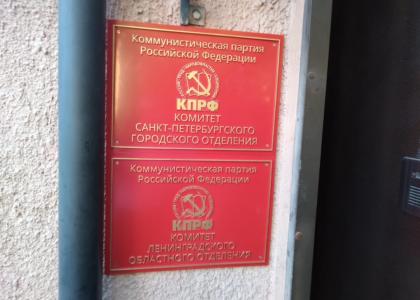 Коммунистическая партия
Российской Федерации
КПРФ
КОМИТЕТ
САНКТ-ПЕТЕРБУРГСКОГО
ГОРОДСКОГО ОТДЕЛЕНИЯ
Коммунистическая партия
Российской Федерации
КПРФ
КОМИТЕТ
ЛЕНИНГРАДСКОГО
ОБЛАСТНОГО ОТДЕЛЕНИЯ